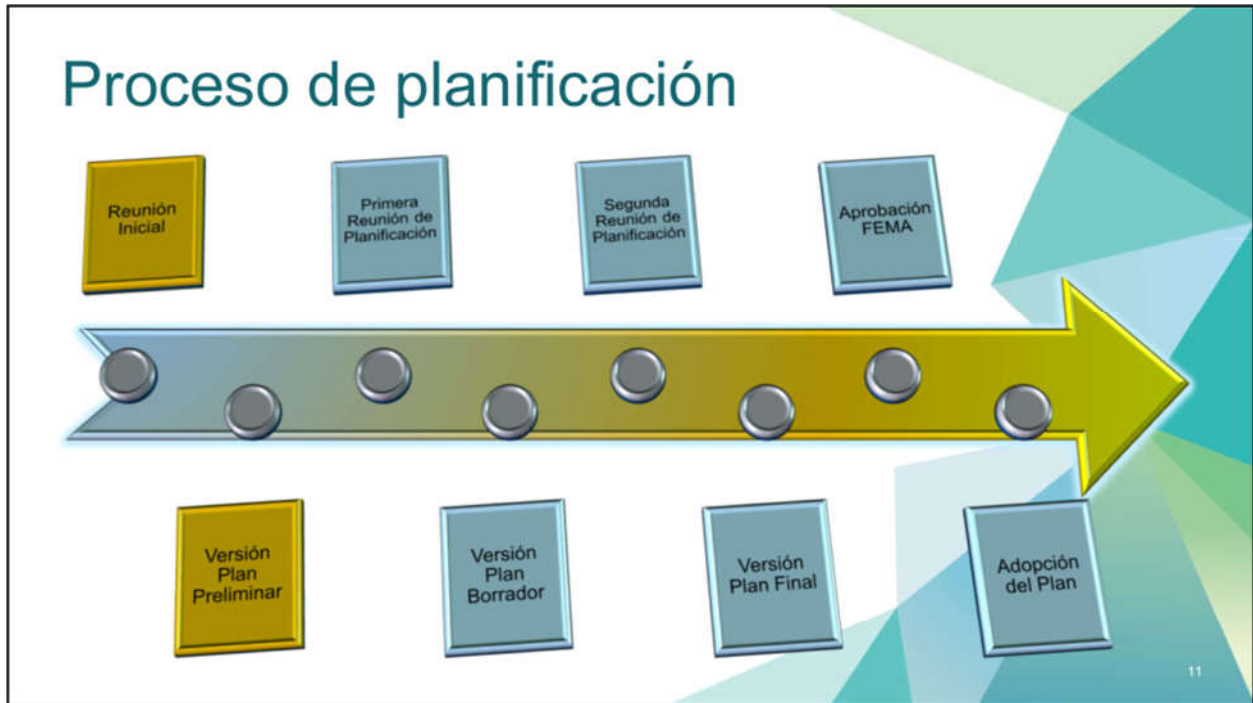 Proceso de planificación
Reunión
Inicial
Primera
Reunión de
Planificación
Segunda
Reunión de
Planificación
Aprobación
FEMA
Versión
Plan
Preliminar
Versión
Plan
Borrador
Versión
Plan Final
Adopción
del Plan
11